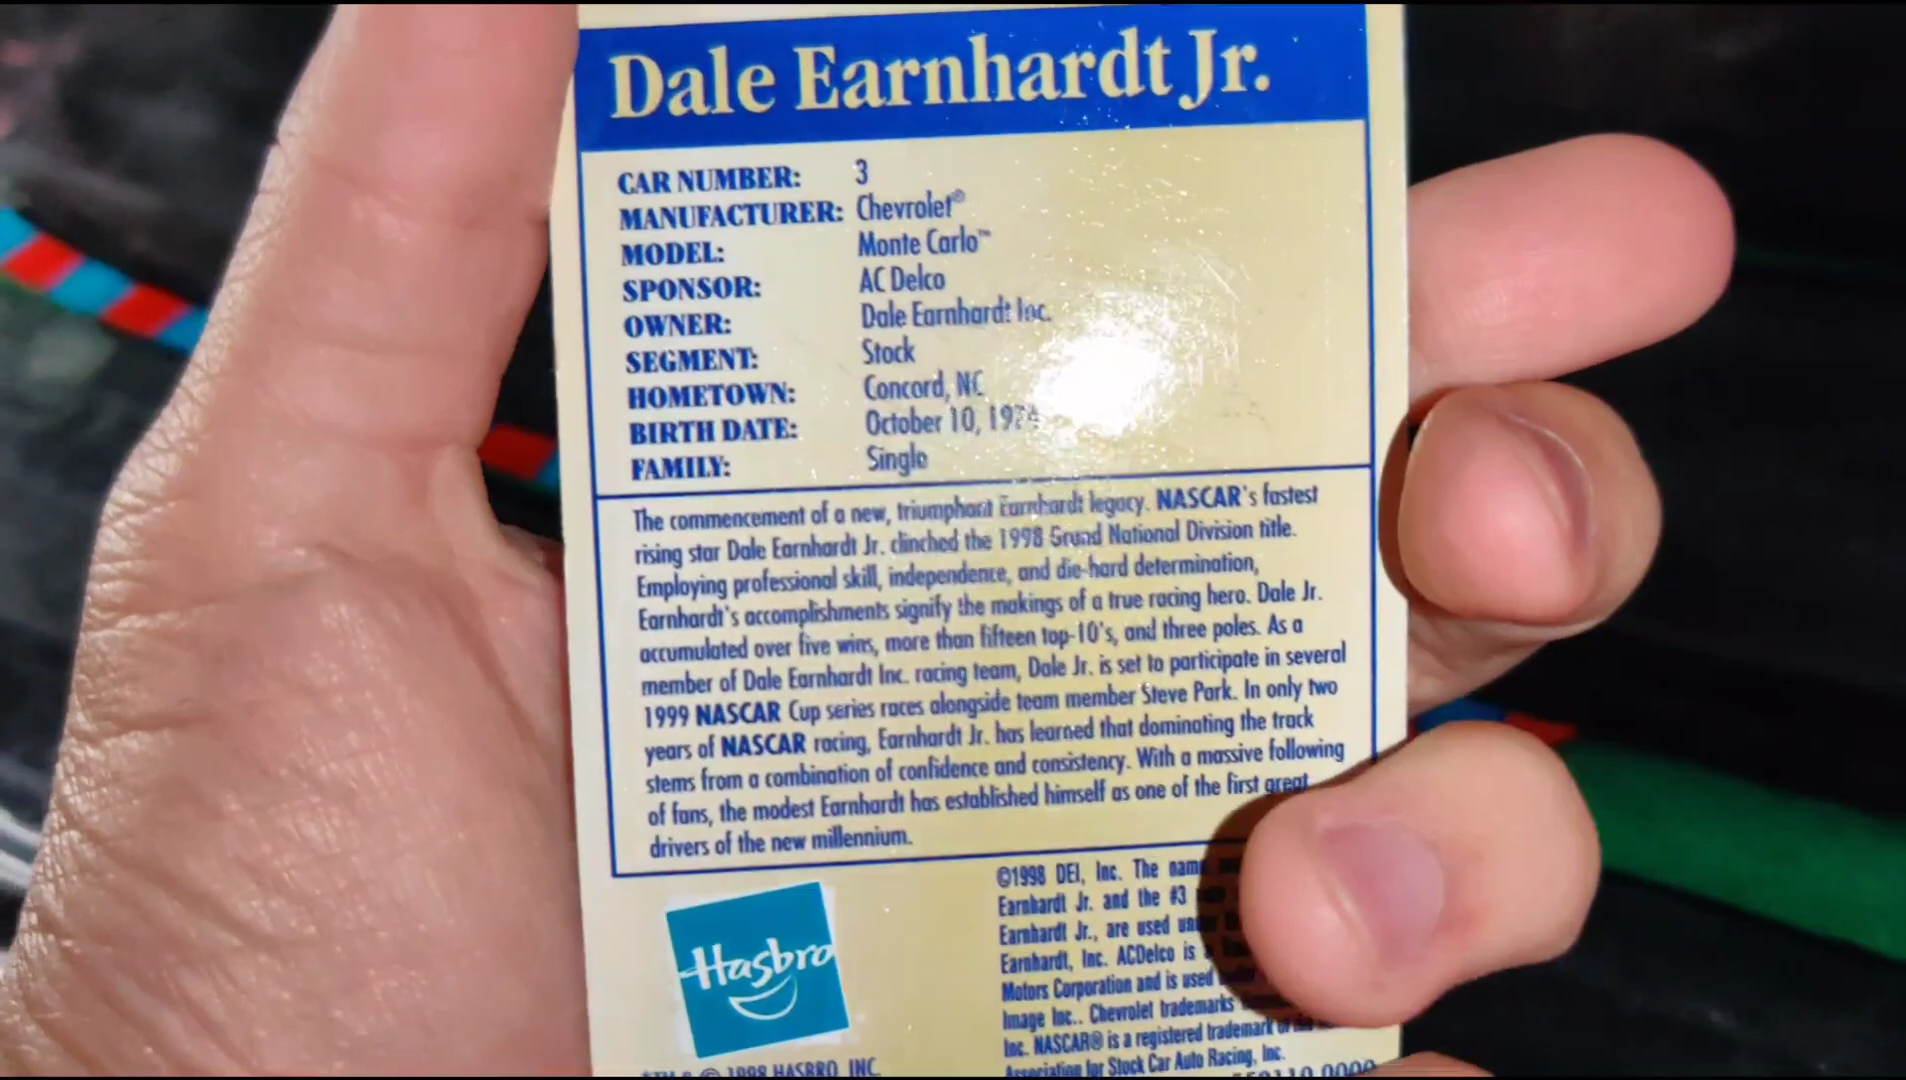 Dale Earnhardt Jr.
CAR NUMBER: 3
MANUFACTURER: Chevrolet®
MODEL: Monte Carlo™
SPONSOR: AC Delco
OWNER: Dale Earnhardt Inc.
SEGMENT: Stock
HOMETOWN: Concord, NC
BIRTH DATE: October 10, 1974
FAMILY: Single
The commencement of a new, triumphant Earnhardt legacy. NASCAR's fastest
rising star Dale Earnhardt Jr. clinched the 1998 Grand National Division title.
Employing professional skill, independence, and die-hard determination,
Earnhardt's accomplishments signify the makings of a true racing hero. Dale Jr.
accumulated over five wins, more than fifteen top-10's, and three poles. As a
member of Dale Earnhardt Inc. racing team, Dale Jr. is set to participate in several
1999 NASCAR Cup series races alongside team member Steve Park. In only two
years of NASCAR racing, Earnhardt Jr. has learned that dominating the track
stems from a combination of confidence and consistency. With a massive following
of fans, the modest Earnhardt has established himself as one of the first great
drivers of the new millennium.
Hasbro
©1998 DEI, Inc. The
Earnhardt Jr. and the #3
Earnhardt Jr., are used
Earnhardt, Inc. ACDelco is
Motors Corporation and is used
Image Inc.. Chevrolet trademarks
Inc. NASCAR® is a registered trademark
Association for Stock Car Auto Racing, Inc.
© 1998 HASBRO, INC.